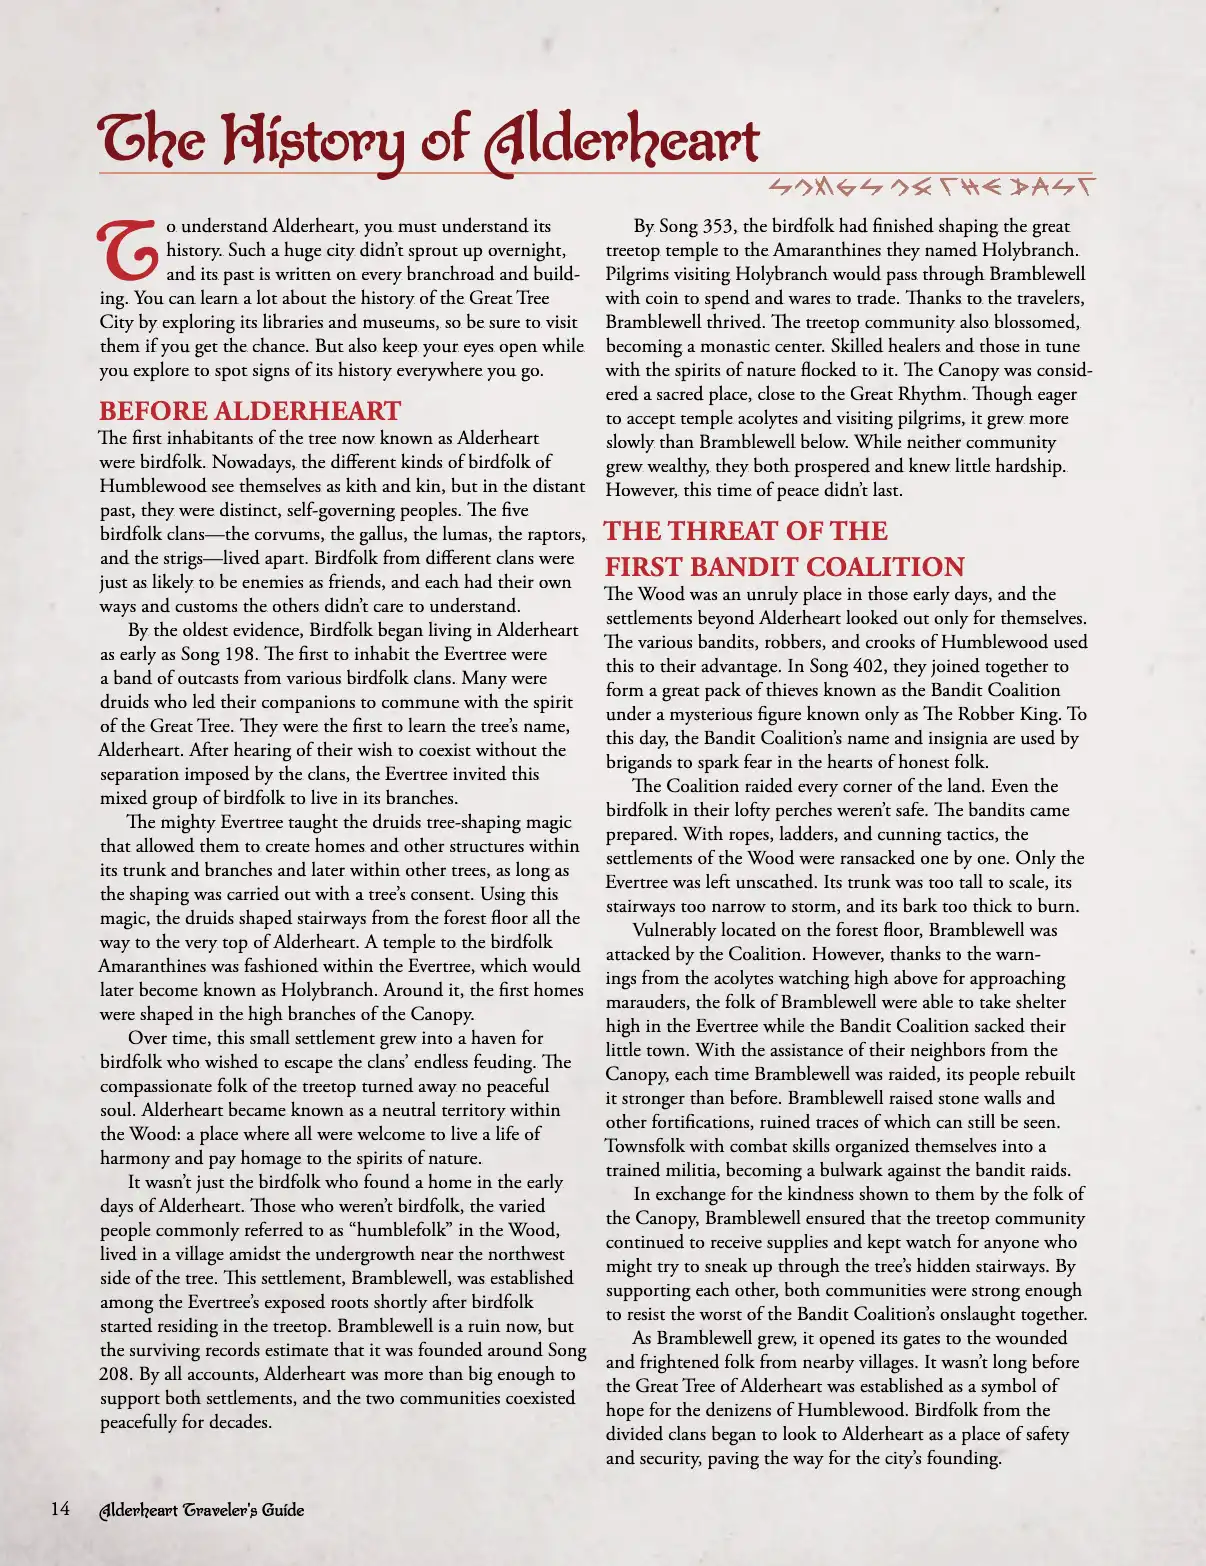 The History of Alderheart
SONGS OF THE PAST
To understand Alderheart, you must understand its
history. Such a huge city didn't sprout up overnight,
and its past is written on every branchroad and build-
ing. You can learn a lot about the history of the Great Tree
City by exploring its libraries and museums, so be sure to visit
them if you get the chance. But also keep your eyes open while
you explore to spot signs of its history everywhere you go.
BEFORE ALDERHEART
The first inhabitants of the tree now known as Alderheart
were birdfolk. Nowadays, the different kinds of birdfolk of
Humblewood see themselves as kith and kin, but in the distant
past, they were distinct, self-governing peoples. The five
birdfolk clans—the corvums, the gallus, the lumas, the raptors,
and the strigs—lived apart. Birdfolk from different clans were
just as likely to be enemies as friends, and each had their own
ways and customs the others didn't care to understand.
By the oldest evidence, Birdfolk began living in Alderheart
as early as Song 198. The first to inhabit the Evertree were
a band of outcasts from various birdfolk clans. Many were
druids who led their companions to commune with the spirit
of the Great Tree. They were the first to learn the tree's name,
Alderheart. After hearing of their wish to coexist without the
separation imposed by the clans, the Evertree invited this
mixed group of birdfolk to live in its branches.
The mighty Evertree taught the druids tree-shaping magic
that allowed them to create homes and other structures within
its trunk and branches and later within other trees, as long as
the shaping was carried out with a tree's consent. Using this
magic, the druids shaped stairways from the forest floor all the
way to the very top of Alderheart. A temple to the birdfolk
Amaranthines was fashioned within the Evertree, which would
later become known as Holybranch. Around it, the first homes
were shaped in the high branches of the Canopy.
Over time, this small settlement grew into a haven for
birdfolk who wished to escape the clans' endless feuding. The
compassionate folk of the treetop turned away no peaceful
soul. Alderheart became known as a neutral territory within
the Wood: a place where all were welcome to live a life of
harmony and pay homage to the spirits of nature.
It wasn't just the birdfolk who found a home in the early
days of Alderheart. Those who weren't birdfolk, the varied
people commonly referred to as “humblefolk” in the Wood,
lived in a village amidst the undergrowth near the northwest
side of the tree. This settlement, Bramblewell, was established
among the Evertree's exposed roots shortly after birdfolk
started residing in the treetop. Bramblewell is a ruin now, but
the surviving records estimate that it was founded around Song
208. By all accounts, Alderheart was more than big enough to
support both settlements, and the two communities coexisted
peacefully for decades.
By Song 353, the birdfolk had finished shaping the great
treetop temple to the Amaranthines they named Holybranch.
Pilgrims visiting Holybranch would pass through Bramblewell
with coin to spend and wares to trade. Thanks to the travelers,
Bramblewell thrived. The treetop community also blossomed,
becoming a monastic center. Skilled healers and those in tune
with the spirits of nature flocked to it. The Canopy was consid-
ered a sacred place, close to the Great Rhythm. Though eager
to accept temple acolytes and visiting pilgrims, it grew more
slowly than Bramblewell below. While neither community
grew wealthy, they both prospered and knew little hardship.
However, this time of peace didn't last.
THE THREAT OF THE
FIRST BANDIT COALITION
The Wood was an unruly place in those early days, and the
settlements beyond Alderheart looked out only for themselves.
The various bandits, robbers, and crooks of Humblewood used
this to their advantage. In Song 402, they joined together to
form a great pack of thieves known as the Bandit Coalition
under a mysterious figure known only as The Robber King. To
this day, the Bandit Coalition's name and insignia are used by
brigands to spark fear in the hearts of honest folk.
The Coalition raided every corner of the land. Even the
birdfolk in their lofty perches weren't safe. The bandits came
prepared. With ropes, ladders, and cunning tactics, the
settlements of the Wood were ransacked one by one. Only the
Evertree was left unscathed. Its trunk was too tall to scale, its
stairways too narrow to storm, and its bark too thick to burn.
Vulnerably located on the forest floor, Bramblewell was
attacked by the Coalition. However, thanks to the warn-
ings from the acolytes watching high above for approaching
marauders, the folk of Bramblewell were able to take shelter
high in the Evertree while the Bandit Coalition sacked their
little town. With the assistance of their neighbors from the
Canopy, each time Bramblewell was raided, its people rebuilt
it stronger than before. Bramblewell raised stone walls and
other fortifications, ruined traces of which can still be seen.
Townsfolk with combat skills organized themselves into a
trained militia, becoming a bulwark against the bandit raids.
In exchange for the kindness shown to them by the folk of
the Canopy, Bramblewell ensured that the treetop community
continued to receive supplies and kept watch for anyone who
might try to sneak up through the tree's hidden stairways. By
supporting each other, both communities were strong enough
to resist the worst of the Bandit Coalition's onslaught together.
As Bramblewell grew, it opened its gates to the wounded
and frightened folk from nearby villages. It wasn't long before
the Great Tree of Alderheart was established as a symbol of
hope for the denizens of Humblewood. Birdfolk from the
divided clans began to look to Alderheart as a place of safety
and security, paving the way for the city's founding.
14 Alderheart Traveler's Guide